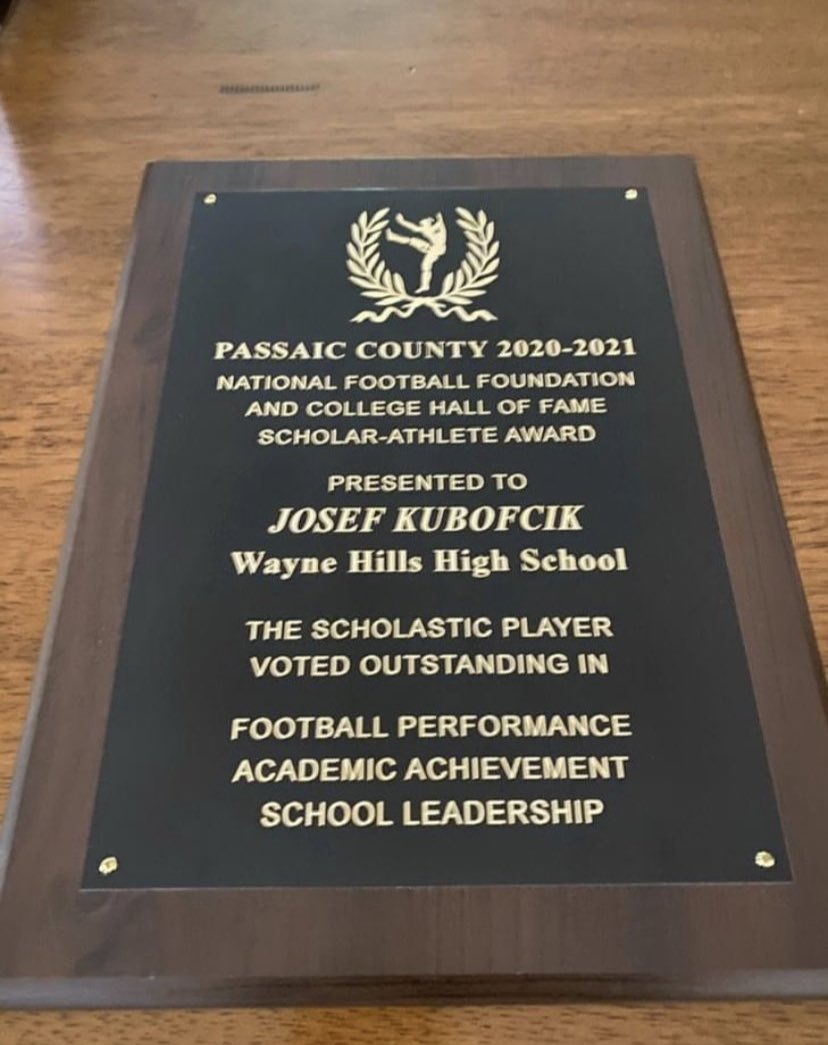 PASSAIC COUNTY 2020-2021
NATIONAL FOOTBALL FOUNDATION
AND COLLEGE HALL OF FAME
SCHOLAR-ATHLETE AWARD
PRESENTED TO
JOSEF KUBOFCIK
Wayne Hills High School
THE SCHOLASTIC PLAYER
VOTED OUTSTANDING IN
FOOTBALL PERFORMANCE
ACADEMIC ACHIEVEMENT
SCHOOL LEADERSHIP